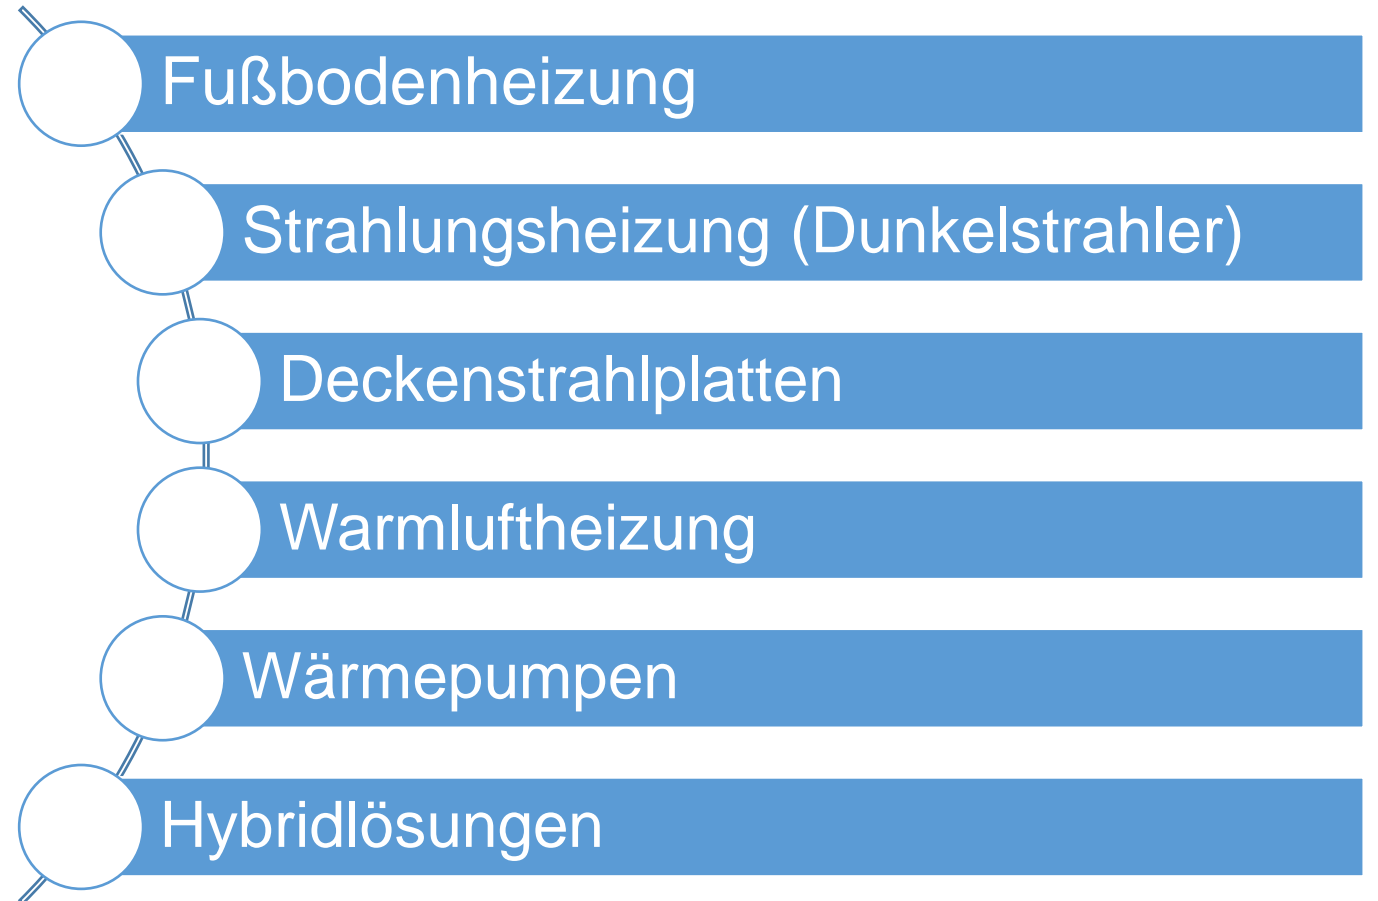 Fußbodenheizung
Strahlungsheizung (Dunkelstrahler)
Deckenstrahlplatten
Warmluftheizung
Wärmepumpen
Hybridlösungen